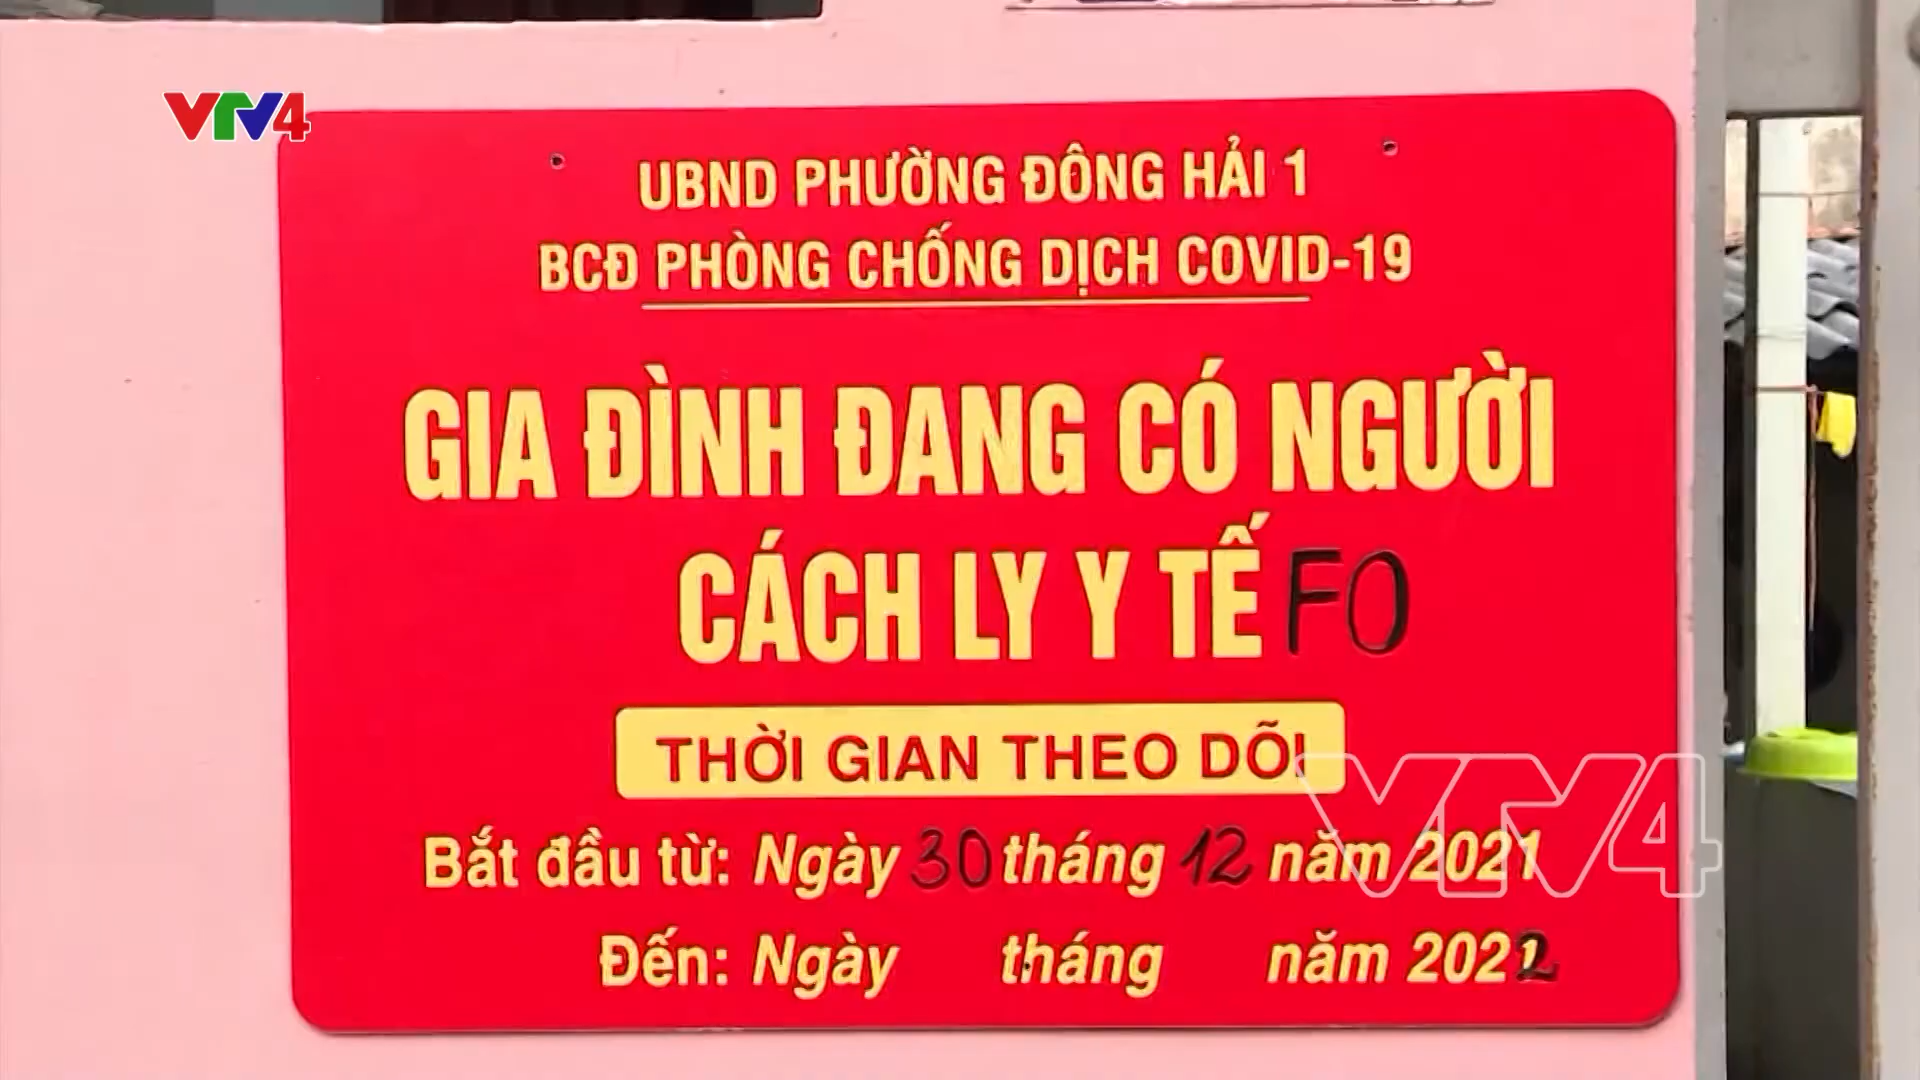 VTV4
UBND PHƯỜNG ĐÔNG HẢI 1
BCĐ PHÒNG CHỐNG DỊCH COVID-19
GIA ĐÌNH ĐANG CÓ NGƯỜI
CÁCH LY Y TẾ F0
THỜI GIAN THEO DÕI
VTV4
Bắt đầu từ: Ngày 30 tháng 12 năm 2021
Đến: Ngày tháng năm 2022